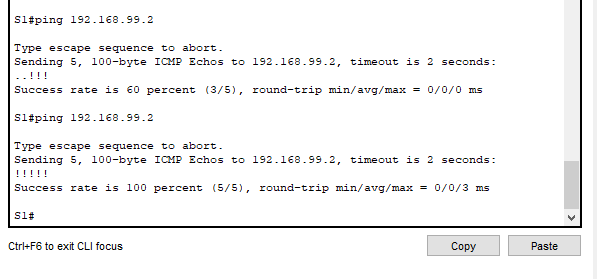 S1#ping 192.168.99.2
Type escape sequence to abort.
Sending 5, 100-byte ICMP Echos to 192.168.99.2, timeout is 2 seconds:
..!!!
Success rate is 60 percent (3/5), round-trip min/avg/max = 0/0/0 ms
S1#ping 192.168.99.2
Type escape sequence to abort.
Sending 5, 100-byte ICMP Echos to 192.168.99.2, timeout is 2 seconds:
!!!!!
Success rate is 100 percent (5/5), round-trip min/avg/max = 0/0/3 ms
S1#
Ctrl+F6 to exit CLI focus
Copy
Paste